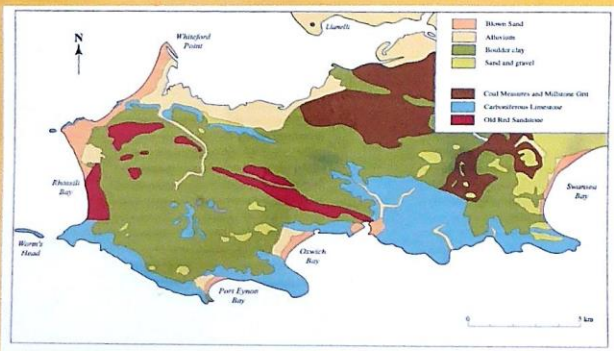 N
Whiteford
Point
Llanelli
Blown Sand
Alluvium
Boulder clay
Sand and gravel
Coal Measures and Millstone Grit
Carboniferous Limestone
Old Red Sandstone
Rhossili
Bay
Worm's
Head
Port Eynon
Bay
Oxwich
Bay
Swansea
Bay
0
5 km